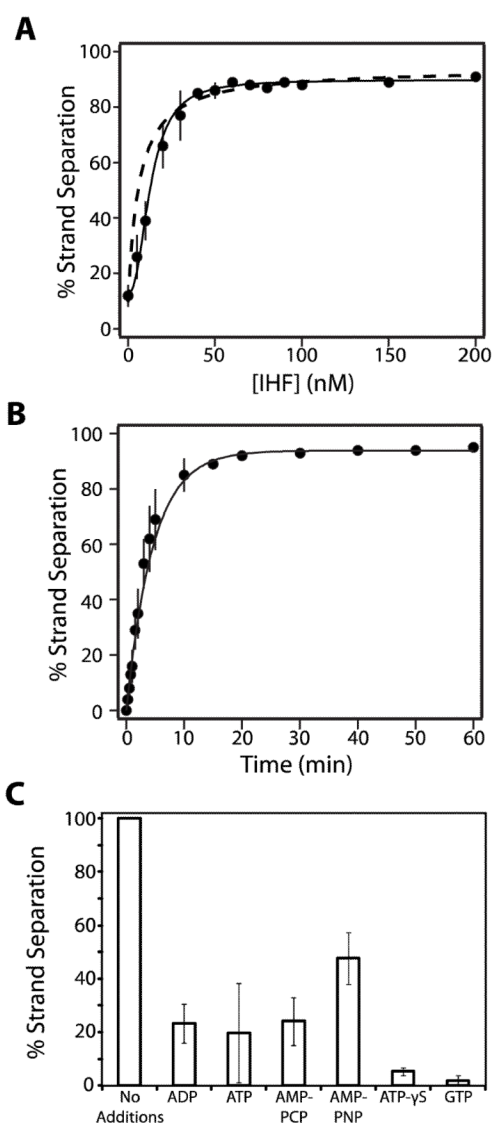 A
100
80
60
40
20
0
% Strand Separation
0
50
100
150
200
[IHF] (nM)
B
100
80
60
40
20
0
% Strand Separation
0
10
20
30
40
50
60
Time (min)
C
100
80
60
40
20
0
% Strand Separation
No
Additions
ADP
ATP
AMP-
PCP
AMP-
PNP
ATP-γS
GTP